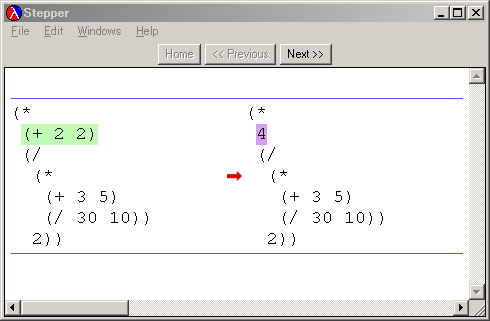 Stepper
File Edit Windows Help
Home << Previous Next >>
(*
(+ 2 2)
(/
(*
(+ 3 5)
(/ 30 10))
2))
(*
4
(/
(*
(+ 3 5)
(/ 30 10))
2))